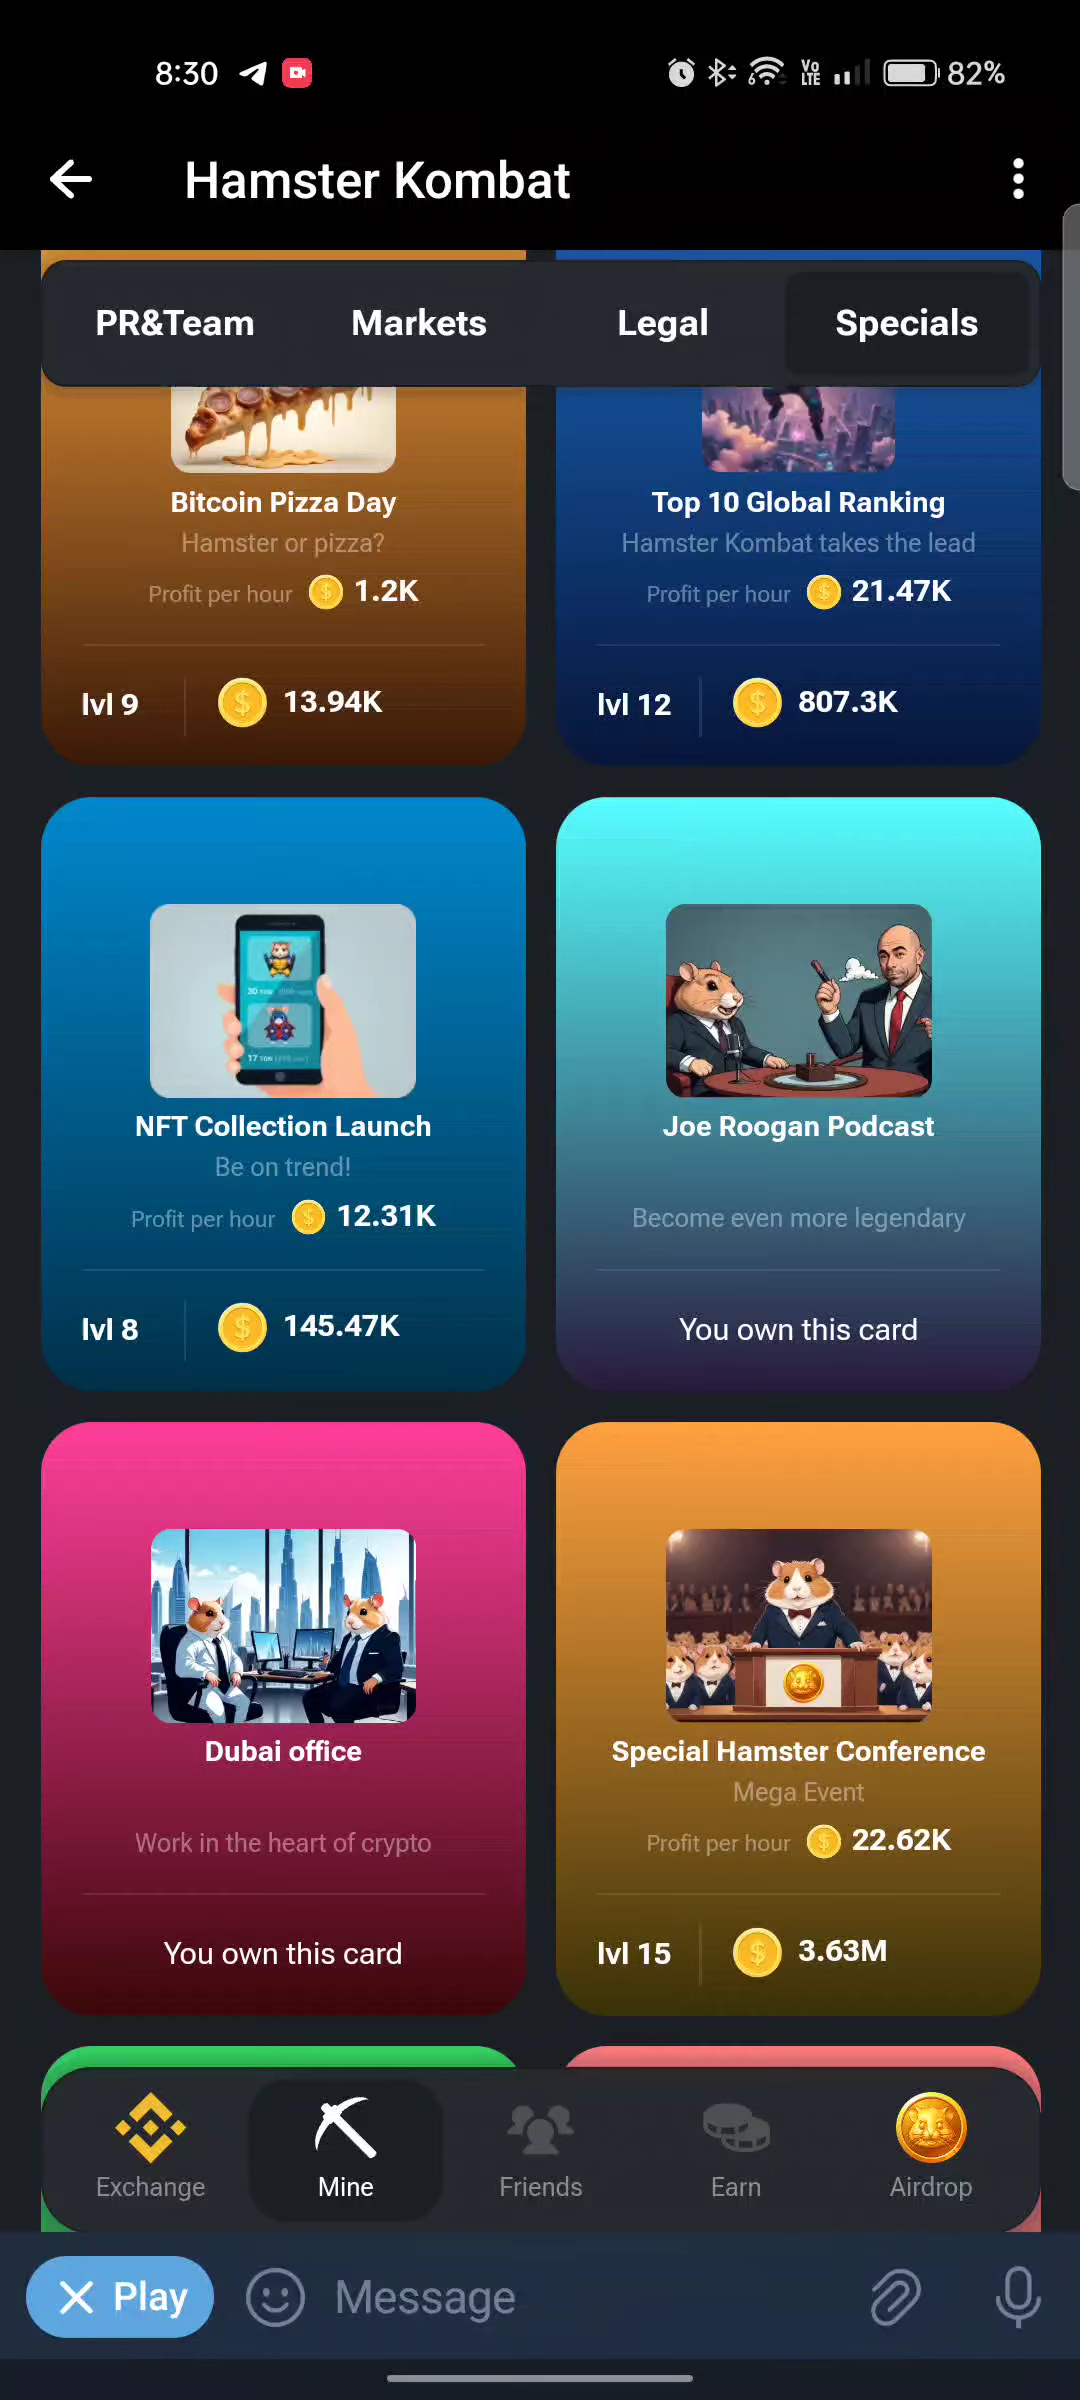 8:30
6
Vo
LTE
82%
Hamster Kombat
PR&Team
Markets
Legal
Specials
Bitcoin Pizza Day
Hamster or pizza?
Profit per hour 1.2K
lvl 9
13.94K
Top 10 Global Ranking
Hamster Kombat takes the lead
Profit per hour 21.47K
lvl 12
807.3K
NFT Collection Launch
Be on trend!
Profit per hour 12.31K
lvl 8
145.47K
Joe Roogan Podcast
Become even more legendary
You own this card
Dubai office
Work in the heart of crypto
You own this card
Special Hamster Conference
Mega Event
Profit per hour 22.62K
lvl 15
3.63M
Exchange
Mine
Friends
Earn
Airdrop
Play
Message